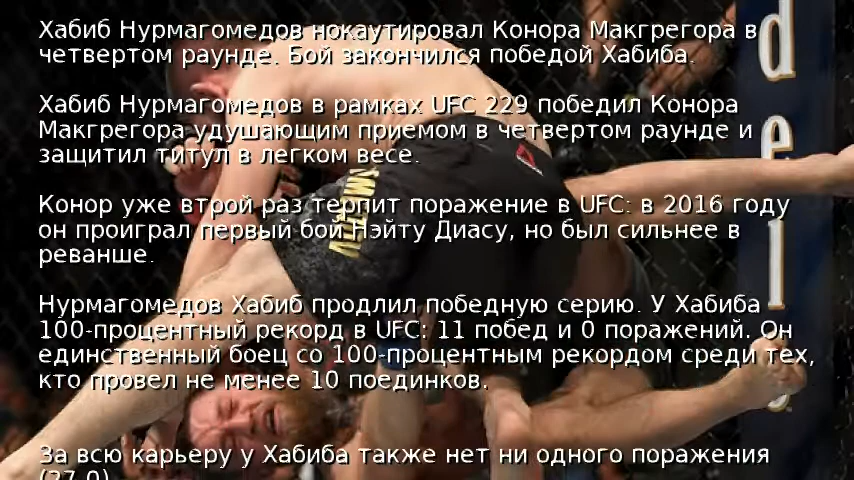 Хабиб Нурмагомедов нокаутировал Конора Макгрегора в
четвертом раунде. Бой закончился победой Хабиба.
Хабиб Нурмагомедов в рамках UFC 229 победил Конора
Макгрегора удушающим приемом в четвертом раунде и
защитил титул в легком весе.
Конор уже втрой раз терпит поражение в UFC: в 2016 году
он проиграл первый бой Нэйту Диасу, но был сильнее в
реванше.
Нурмагомедов Хабиб продлил победную серию. У Хабиба
100-процентный рекорд в UFC: 11 побед и 0 поражений. Он
единственный боец со 100-процентным рекордом среди тех,
кто провел не менее 10 поединков.
За всю карьеру у Хабиба также нет ни одного поражения
(27-0)
del